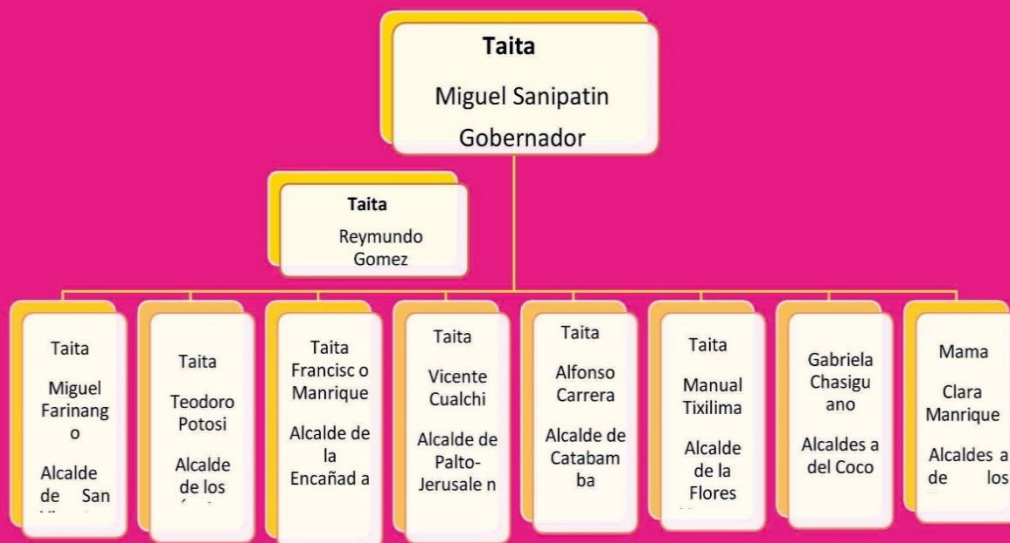 Taita
Miguel Sanipatin
Gobernador
Taita
Reymundo
Gomez
Taita
Miguel
Farinang
o
Alcalde
de San
Taita
Teodoro
Potosi
Alcalde
de los
Taita
Francisc o
Manrique
Alcalde de
la
Encañad a
Taita
Vicente
Cualchi
Alcalde de
Palto-
Jerusale n
Taita
Alfonso
Carrera
Alcalde de
Catabam
ba
Taita
Manual
Tixilima
Alcalde
de la
Flores
Gabriela
Chasigu
ano
Alcaldes a
del Coco
Mama
Clara
Manrique
Alcaldes a
de los